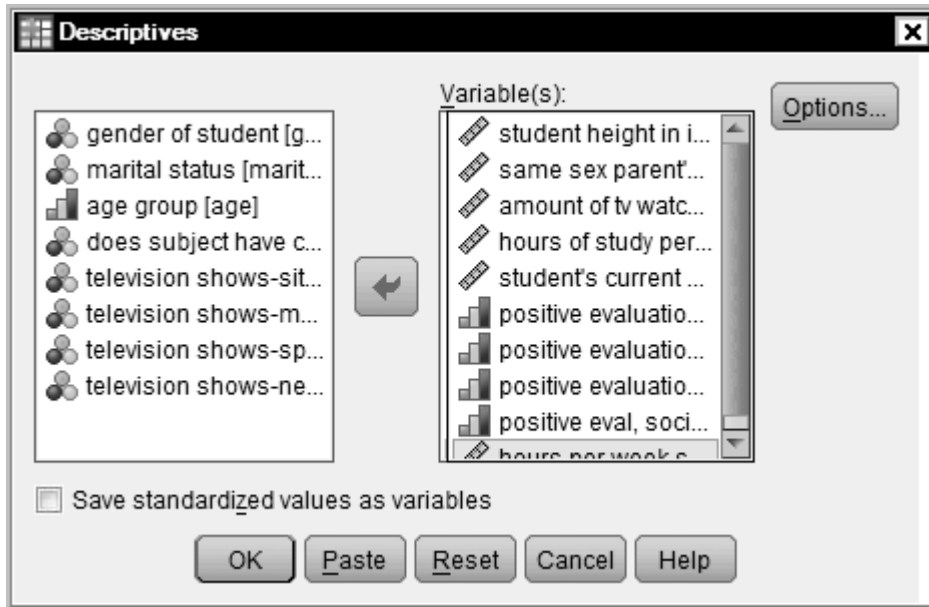 Descriptives
gender of student [g...
marital status [marit...
age group [age]
does subject have c...
television shows-sit...
television shows-m...
television shows-sp...
television shows-ne...
Variable(s):
student height in i...
same sex parent'...
amount of tv watc...
hours of study per...
student's current ...
positive evaluatio...
positive evaluatio...
positive evaluatio...
positive eval, soci...
hours per week s...
Options...
Save standardized values as variables
OK Paste Reset Cancel Help